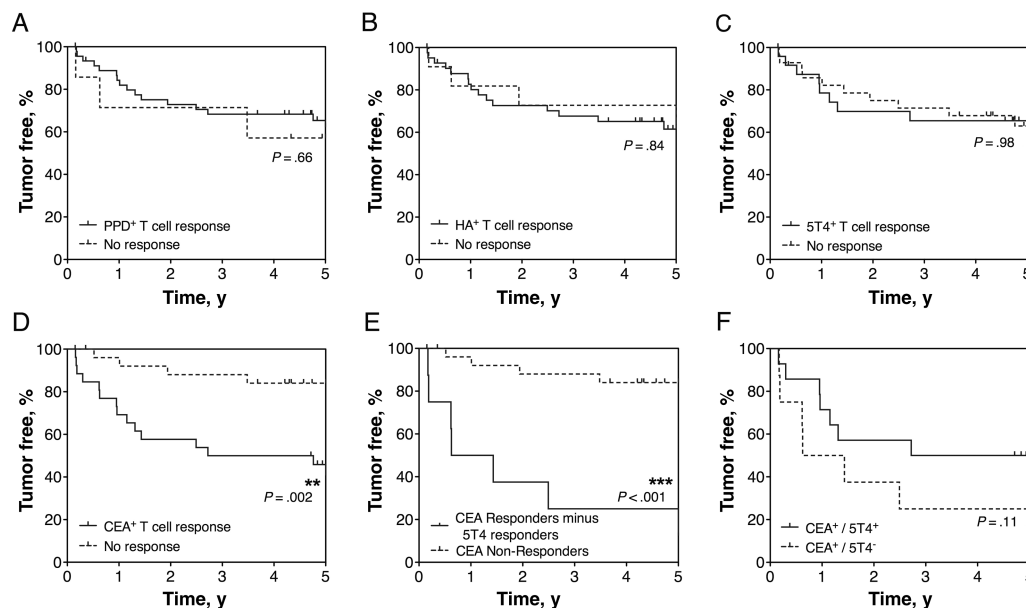 A
Tumor free, %
100
80
60
40
20
0
P = .66
PPD+ T cell response
No response
0 1 2 3 4 5
Time, y
B
Tumor free, %
100
80
60
40
20
0
P = .84
HA+ T cell response
No response
0 1 2 3 4 5
Time, y
C
Tumor free, %
100
80
60
40
20
0
P = .98
5T4+ T cell response
No response
0 1 2 3 4 5
Time, y
D
Tumor free, %
100
80
60
40
20
0
**
P = .002
CEA+ T cell response
No response
0 1 2 3 4 5
Time, y
E
Tumor free, %
100
80
60
40
20
0
***
P < .001
CEA Responders minus
5T4 responders
CEA Non-Responders
0 1 2 3 4 5
Time, y
F
Tumor free, %
100
80
60
40
20
0
P = .11
CEA+ / 5T4+
CEA+ / 5T4-
0 1 2 3 4 5
Time, y